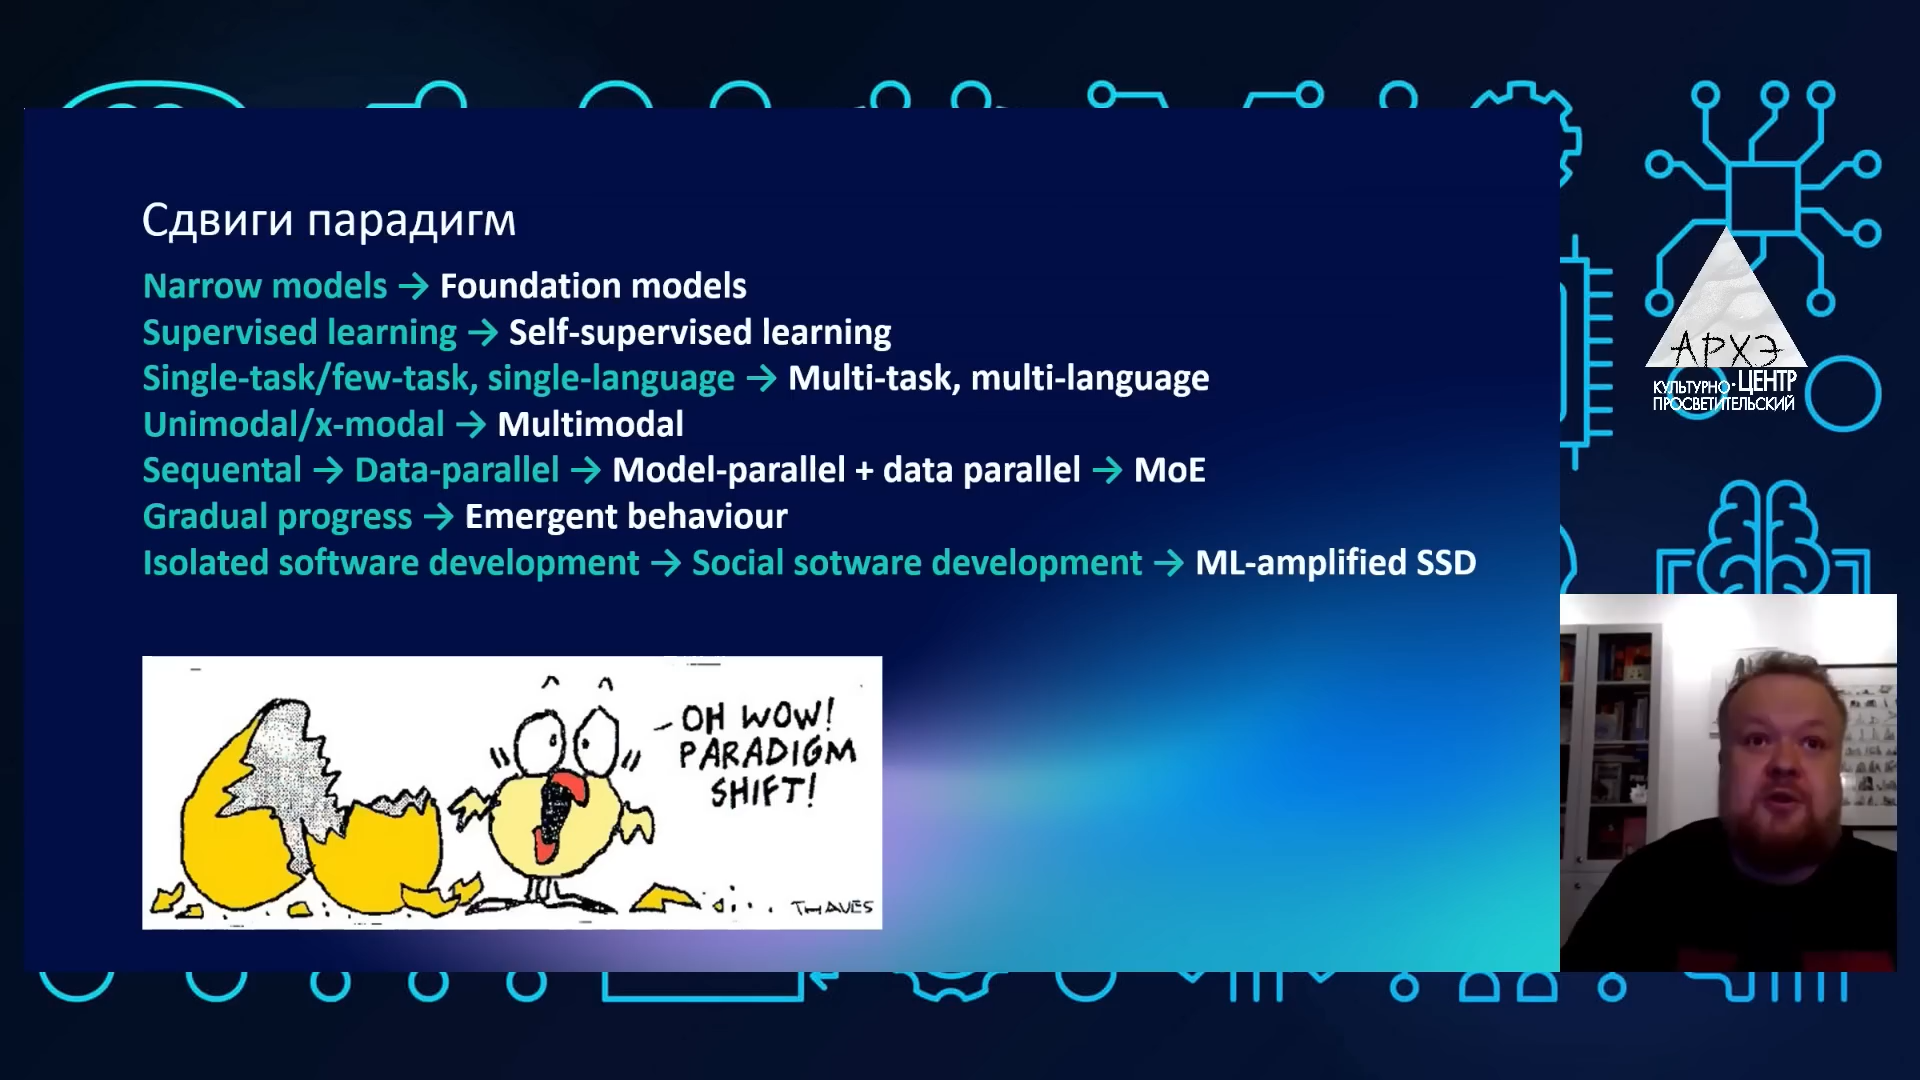 Сдвиги парадигм
Narrow models → Foundation models
Supervised learning → Self-supervised learning
Single-task/few-task, single-language → Multi-task, multi-language
Unimodal/x-modal → Multimodal
Sequental → Data-parallel → Model-parallel + data parallel → MoE
Gradual progress → Emergent behaviour
Isolated software development → Social sotware development → ML-amplified SSD
OH WOW!
PARADIGM
SHIFT!
THAVES
АРХЭ
КУЛЬТУРНО·ЦЕНТР
ПРОСВЕТИТЕЛЬСКИЙ